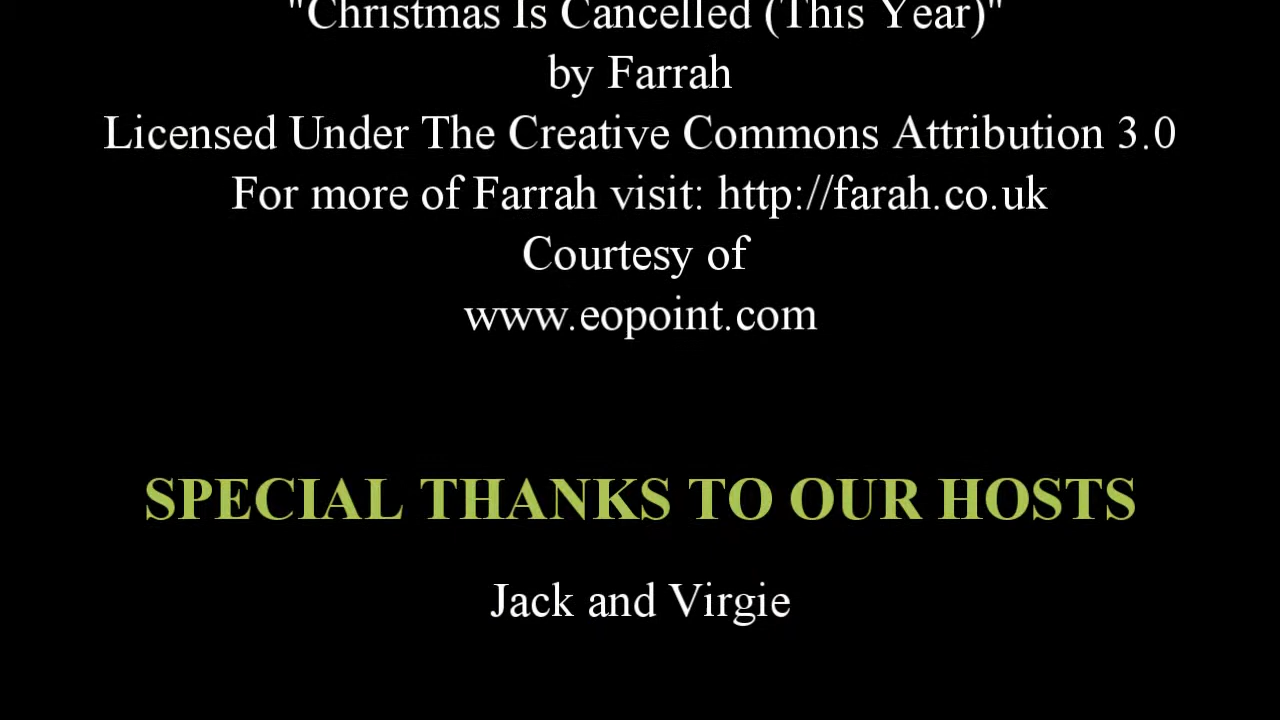 "Christmas Is Cancelled (This Year)"
by Farrah
Licensed Under The Creative Commons Attribution 3.0
For more of Farrah visit: http://farah.co.uk
Courtesy of
www.eopoint.com
SPECIAL THANKS TO OUR HOSTS
Jack and Virgie